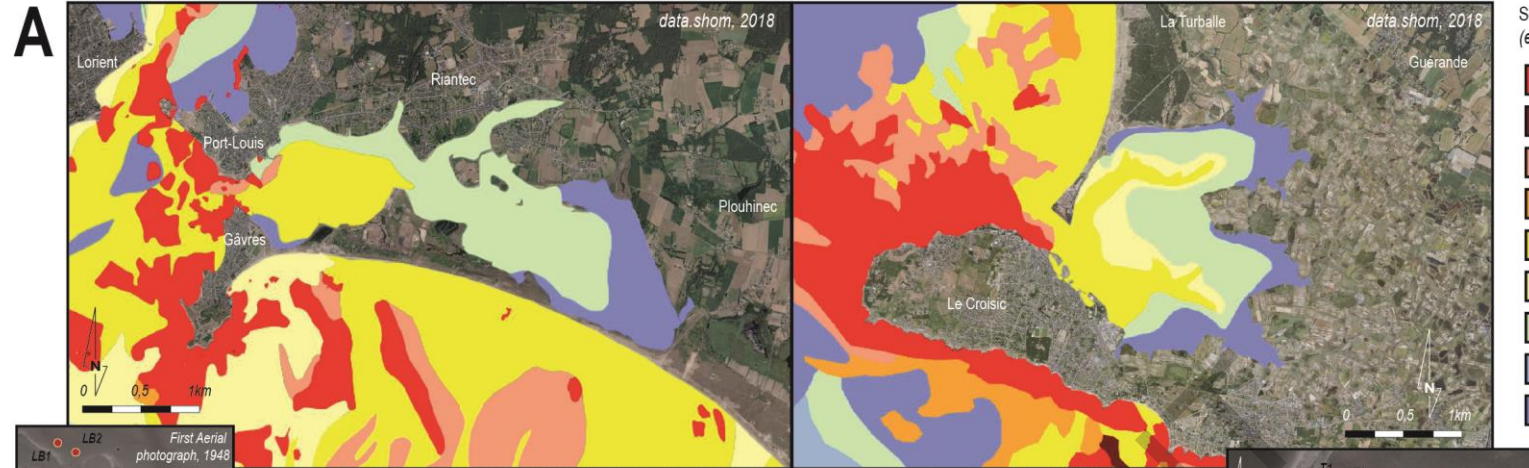 A
data.shom, 2018
Lorient
Riantec
Port-Louis
Plouhinec
Gâvres
N
0 0,5 1km
LB2
LB1
First Aerial
photograph, 1948
data.shom, 2018
La Turballe
Guérande
Le Croisic
N
0 0,5 1km
T1
S
(e